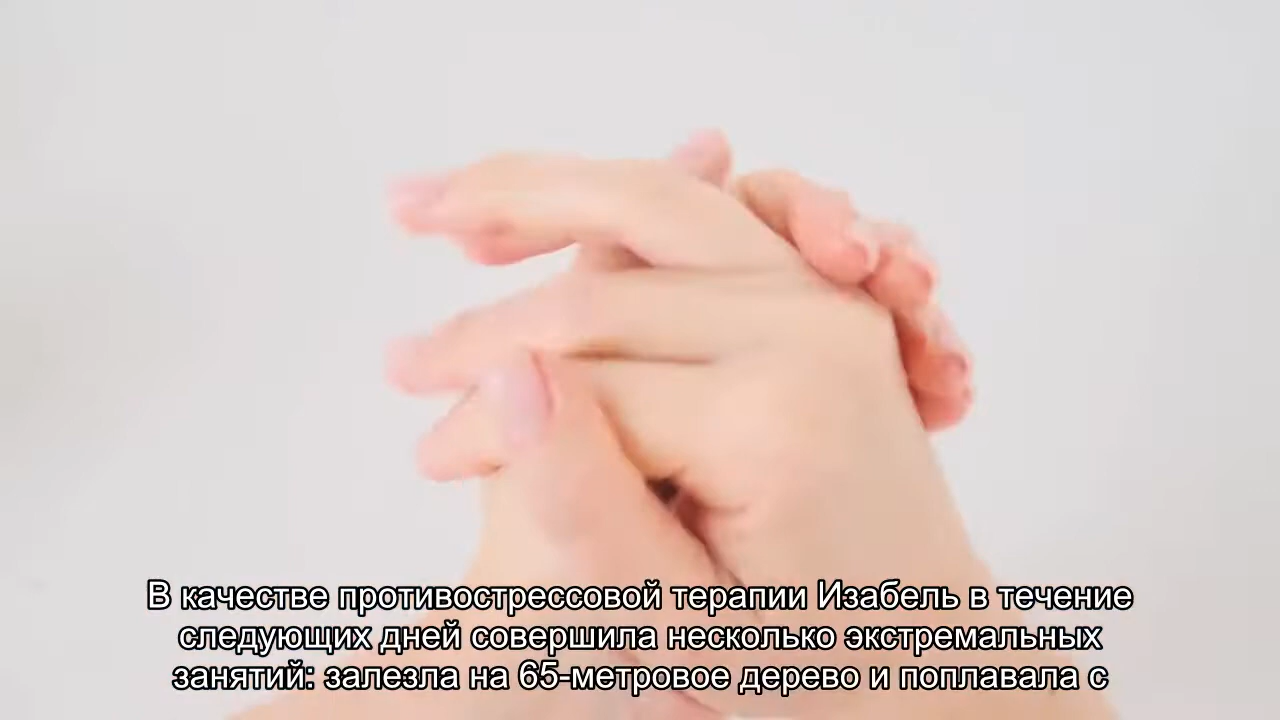 В качестве противострессовой терапии Изабель в течение
следующих дней совершила несколько экстремальных
занятий: залезла на 65-метровое дерево и поплавала с